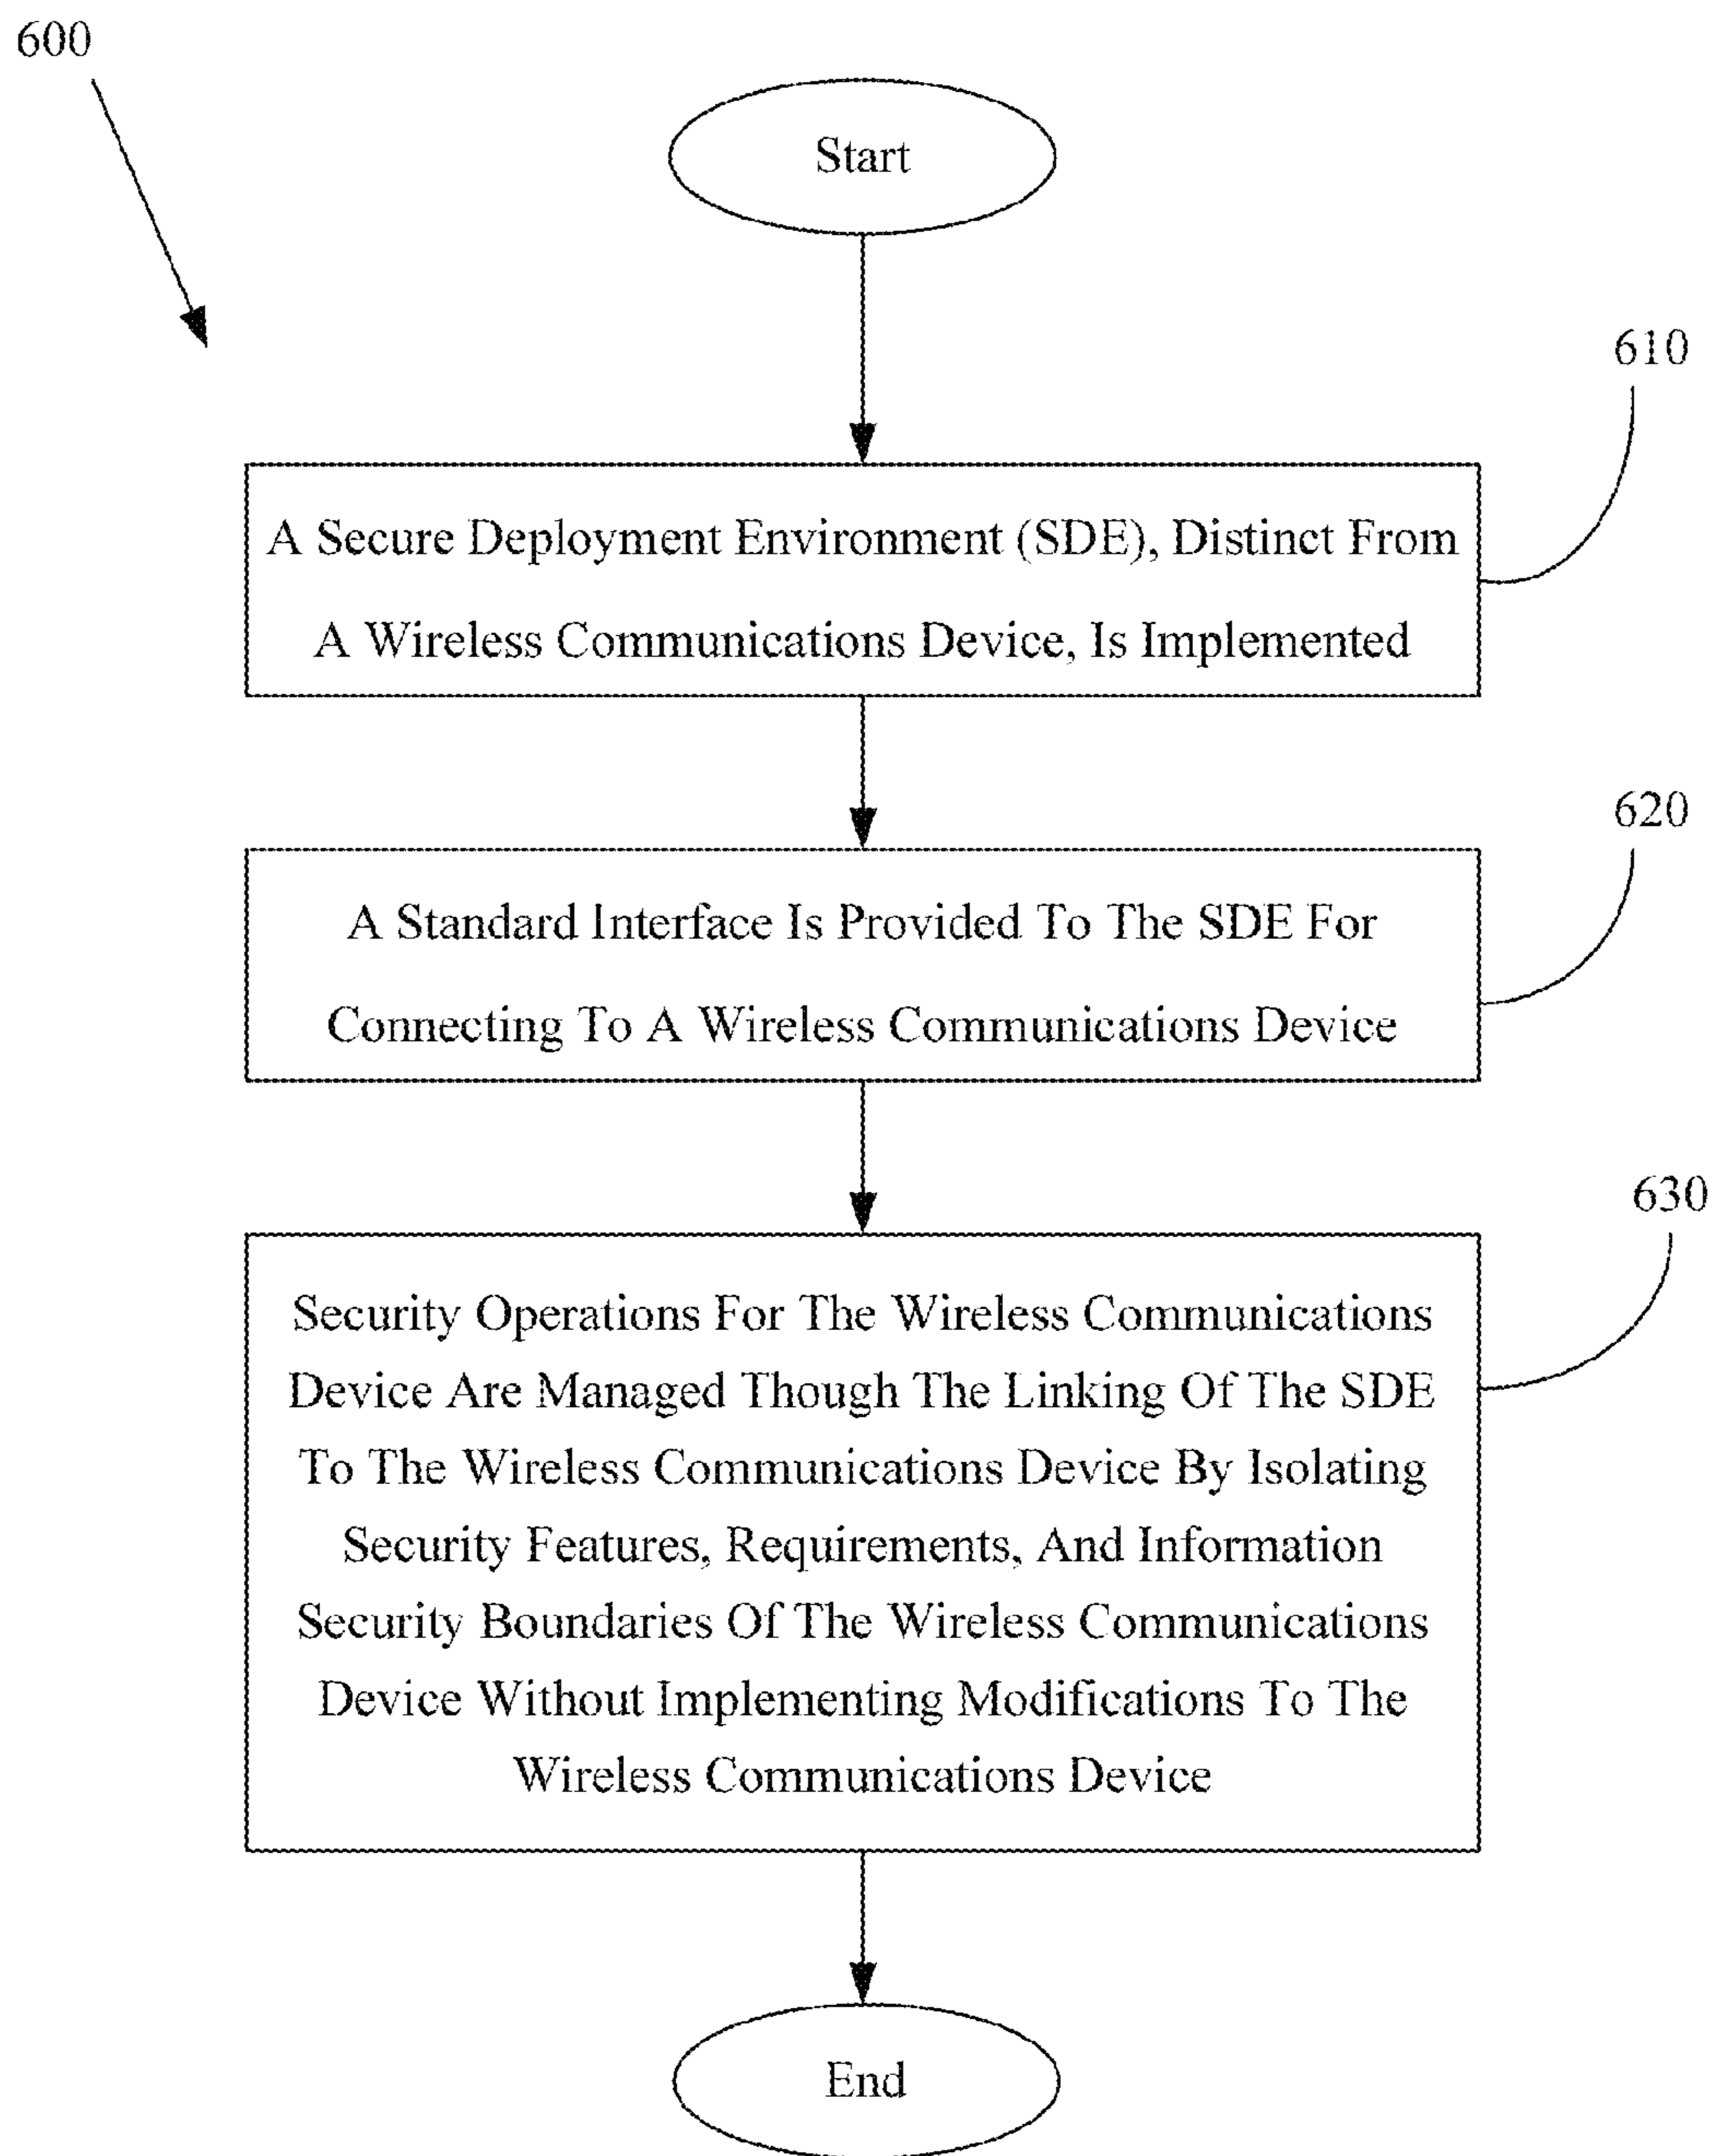 600
Start
610
A Secure Deployment Environment (SDE), Distinct From
A Wireless Communications Device, Is Implemented
620
A Standard Interface Is Provided To The SDE For
Connecting To A Wireless Communications Device
630
Security Operations For The Wireless Communications
Device Are Managed Though The Linking Of The SDE
To The Wireless Communications Device By Isolating
Security Features, Requirements, And Information
Security Boundaries Of The Wireless Communications
Device Without Implementing Modifications To The
Wireless Communications Device
End